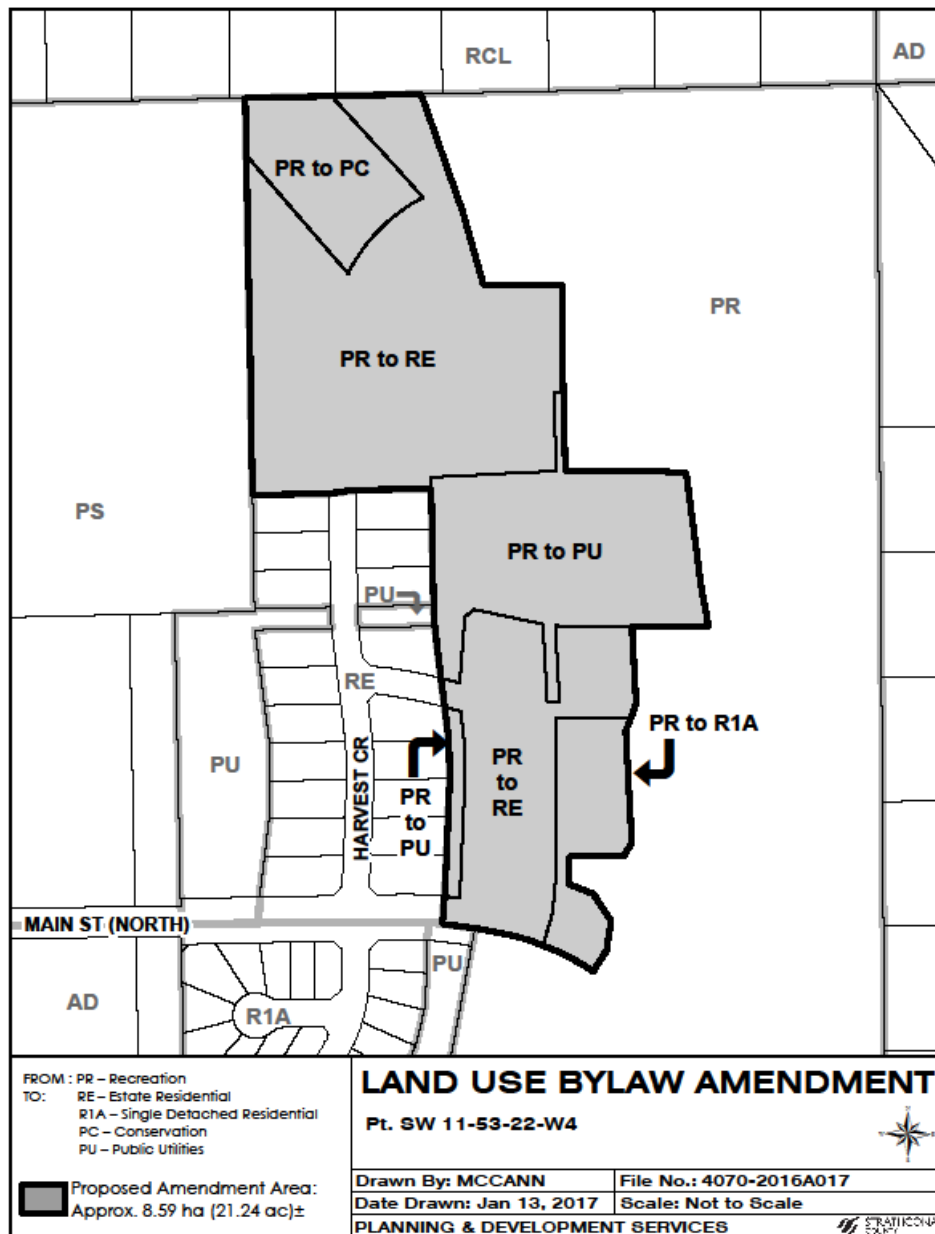 RCL
AD
PR to PC
PR
PR to RE
PS
PR to PU
PU
RE
PR to R1A
PU
HARVEST CR
PR
to
RE
PR
to
PU
MAIN ST (NORTH)
PU
AD
R1A
FROM : PR – Recreation
TO: RE – Estate Residential
R1A – Single Detached Residential
PC – Conservation
PU – Public Utilities
Proposed Amendment Area:
Approx. 8.59 ha (21.24 ac)±
LAND USE BYLAW AMENDMENT
Pt. SW 11-53-22-W4
Drawn By: MCCANN
File No.: 4070-2016A017
Date Drawn: Jan 13, 2017
Scale: Not to Scale
PLANNING & DEVELOPMENT SERVICES
STRATHCONA
COUNTY